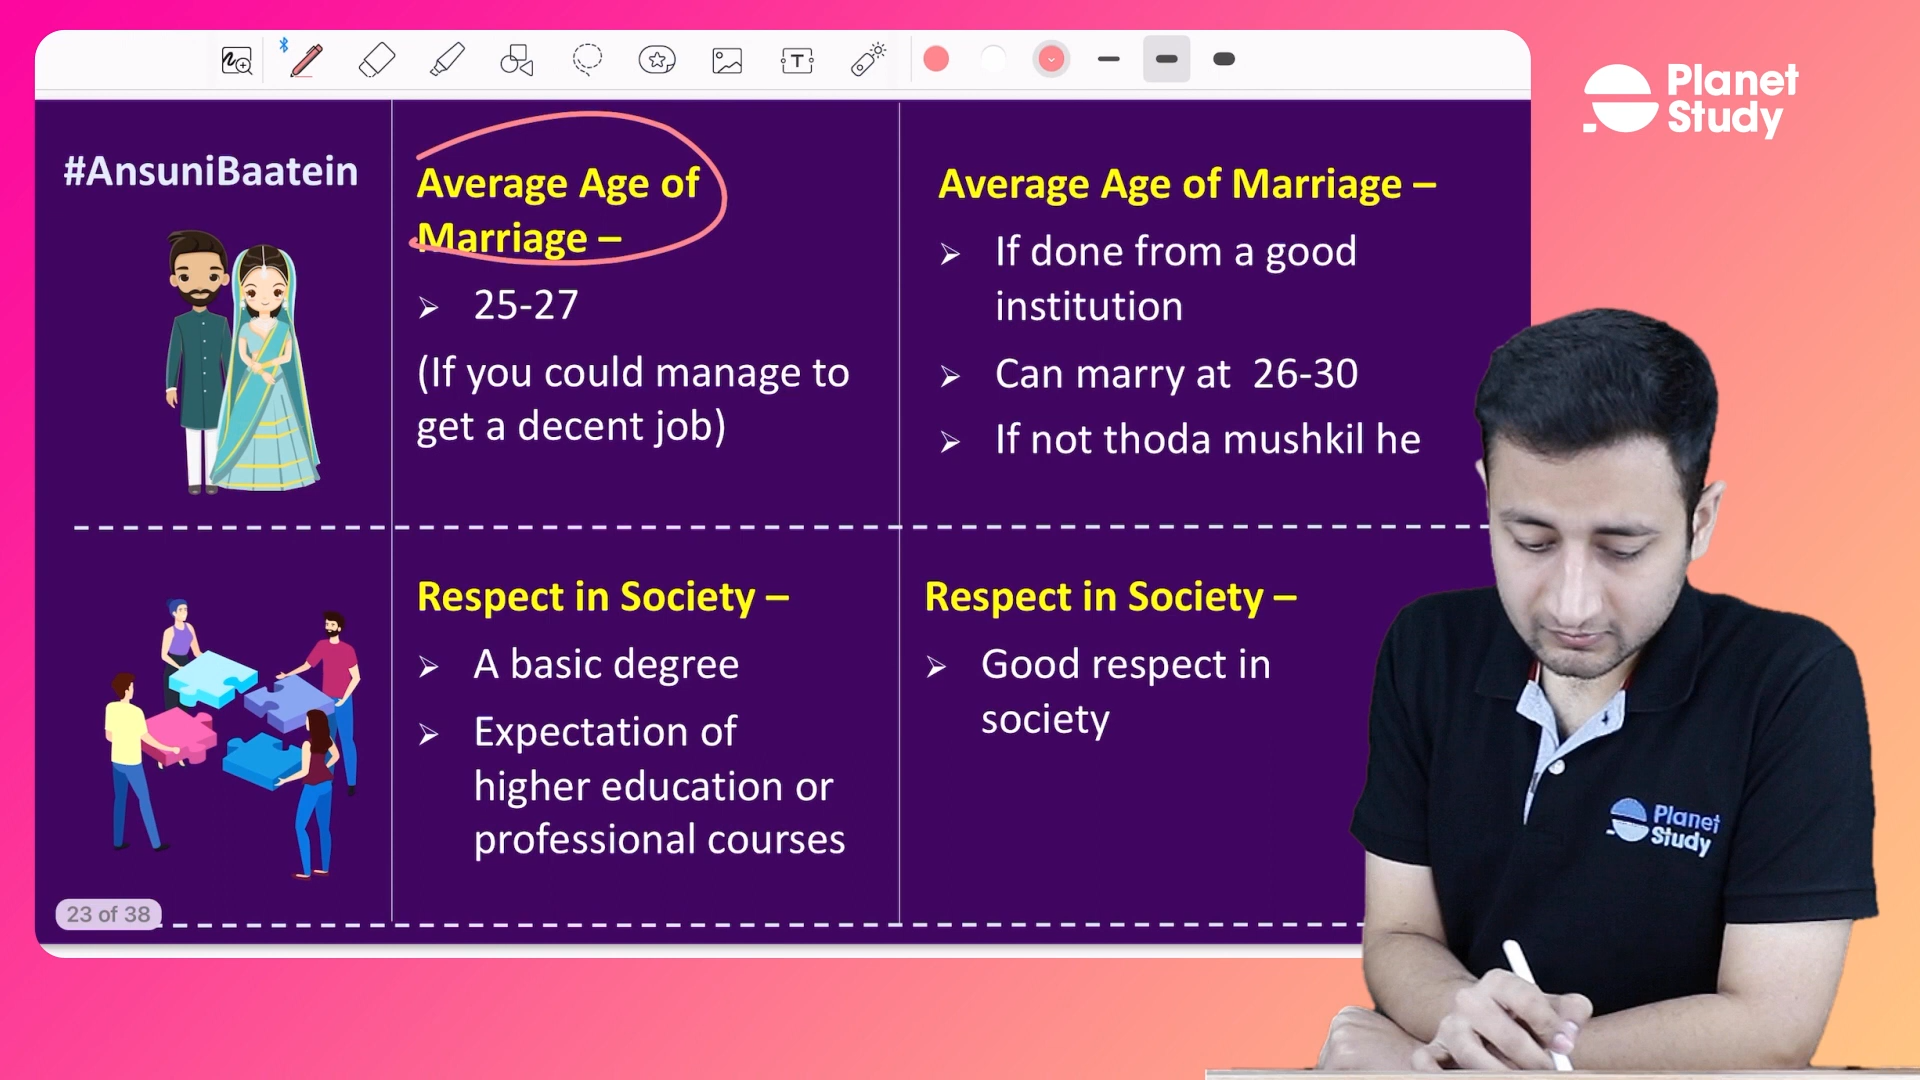 Planet
Study
#AnsuniBaatein
Average Age of
Marriage –
➢ 25-27
(If you could manage to
get a decent job)
Average Age of Marriage –
➢ If done from a good
institution
➢ Can marry at 26-30
➢ If not thoda mushkil he
Respect in Society –
➢ A basic degree
➢ Expectation of
higher education or
professional courses
Respect in Society –
➢ Good respect in
society
23 of 38
Planet
Study
T